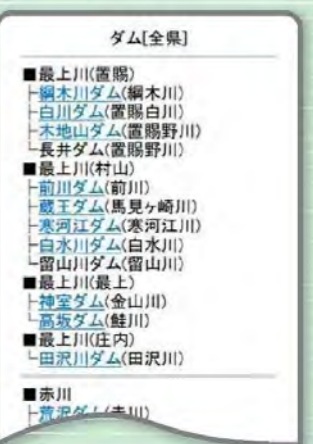 ダム[全県]
■最上川(置賜)
├綱木川ダム(綱木川)
├白川ダム(置賜白川)
├木地山ダム(置賜野川)
└長井ダム(置賜野川)
■最上川(村山)
├前川ダム(前川)
├蔵王ダム(馬見ヶ崎川)
├寒河江ダム(寒河江川)
├白水川ダム(白水川)
└留山川ダム(留山川)
■最上川(最上)
├神室ダム(金山川)
└高坂ダム(鮭川)
■最上川(庄内)
└田沢川ダム(田沢川)
■赤川
├荒沢ダム(赤川)